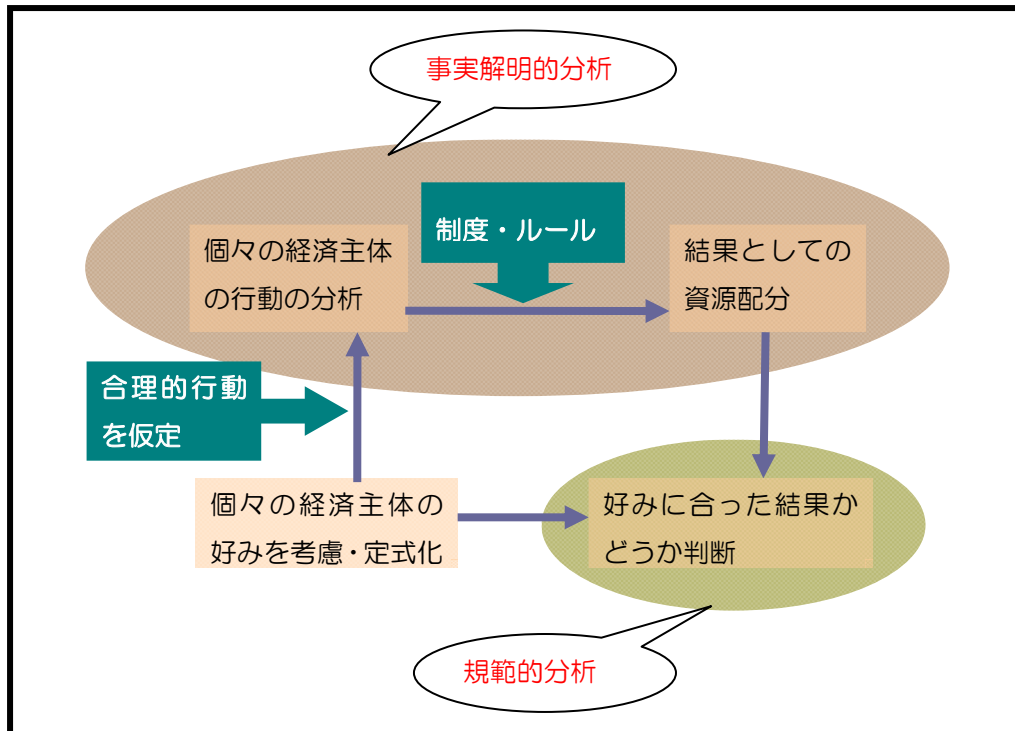 事実解明的分析
制度・ルール
個々の経済主体
の行動の分析
結果としての
資源配分
合理的行動
を仮定
個々の経済主体の
好みを考慮・定式化
好みに合った結果か
どうか判断
規範的分析